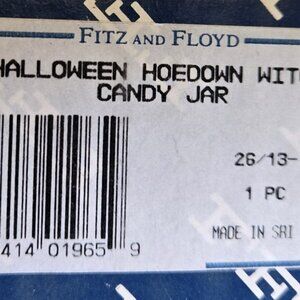 FITZ AND FLOYD
HALLOWEEN HOEDOWN WIT
CANDY JAR
26/13-
1 PC
MADE IN SRI
414 01965 9